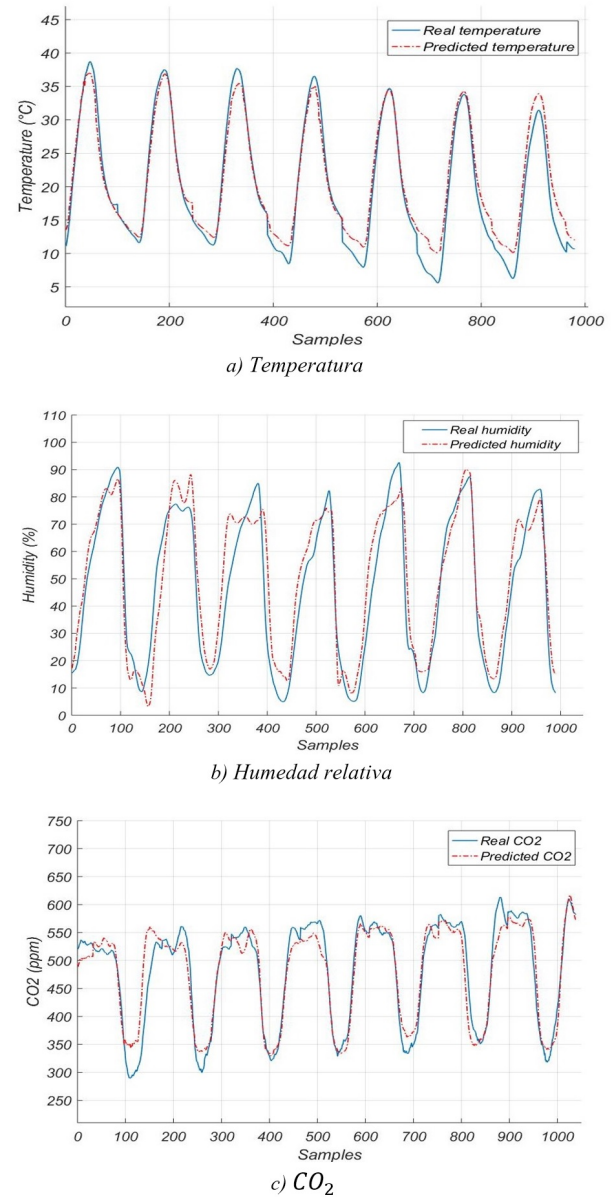 45
40
35
30
25
20
15
10
5
Temperature (°C)
Real temperature
Predicted temperature
0 200 400 600 800 1000
Samples
a) Temperatura
110
100
90
80
70
60
50
40
30
20
10
0
Humidity (%)
Real humidity
Predicted humidity
0 100 200 300 400 500 600 700 800 900 1000
Samples
b) Humedad relativa
750
700
650
600
550
500
450
400
350
300
250
CO2 (ppm)
Real CO2
Predicted CO2
0 100 200 300 400 500 600 700 800 900 1000
Samples
c) CO₂